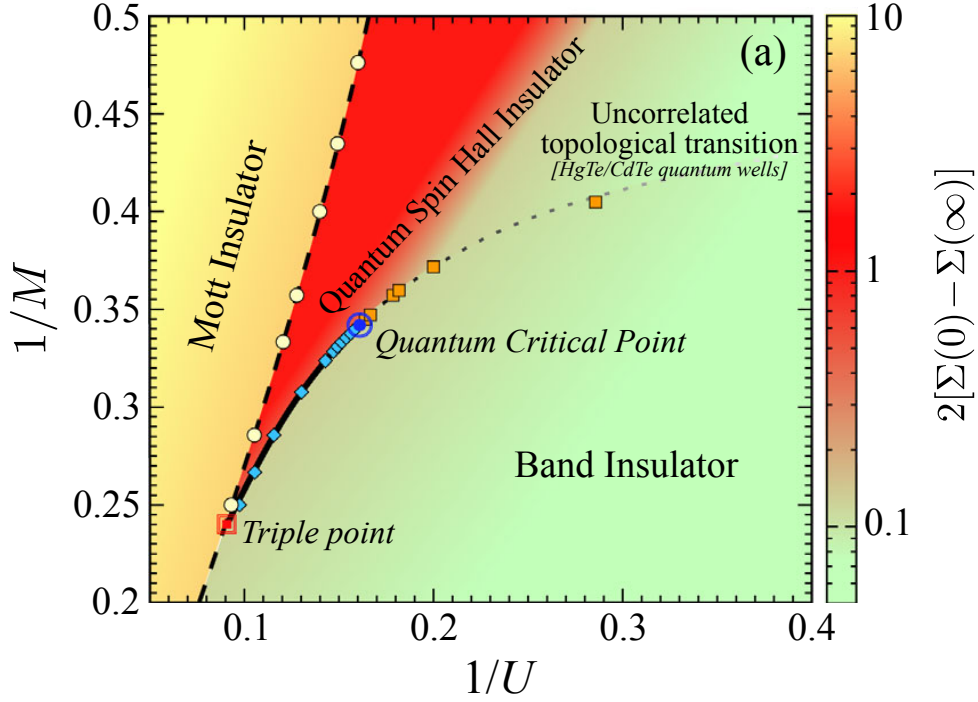 (a)
0.5
0.45
0.4
0.35
0.3
0.25
0.2
1/M
0.1
0.2
0.3
0.4
1/U
Mott Insulator
Quantum Spin Hall Insulator
Uncorrelated
topological transition
[HgTe/CdTe quantum wells]
Quantum Critical Point
Band Insulator
Triple point
10
1
0.1
2[Σ(0) − Σ(∞)]